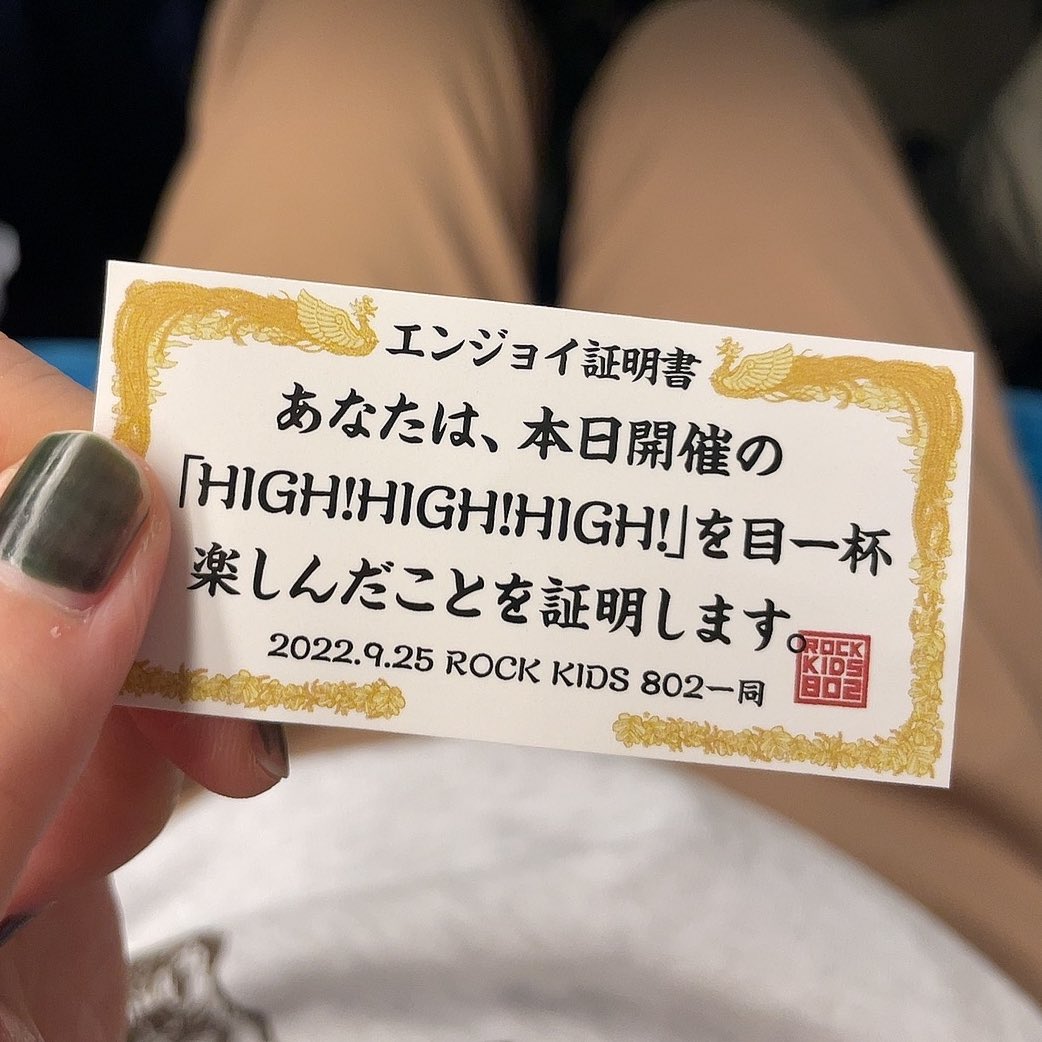 エンジョイ証明書
あなたは、本日開催の
「HIGH!HIGH!HIGH!」を目一杯
楽しんだことを証明します。
2022.9.25 ROCK KIDS 802一同
ROCK
KIDS
802